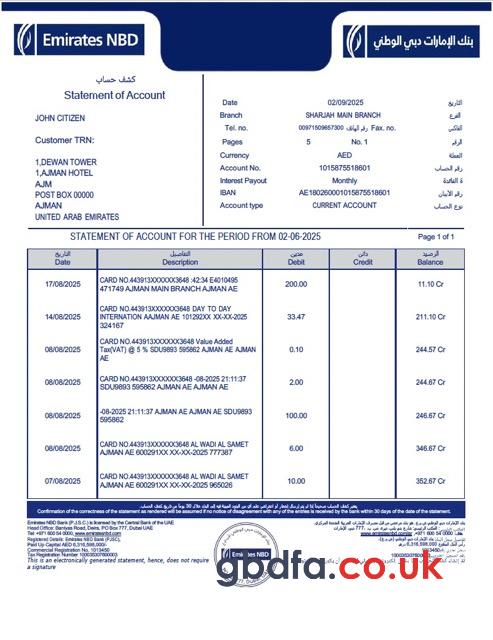 Emirates NBD
بنك الإمارات دبي الوطني
كشف حساب
Statement of Account
JOHN CITIZEN
Customer TRN:
1,DEWAN TOWER
1,AJMAN HOTEL
AJM
POST BOX 00000
AJMAN
UNITED ARAB EMIRATES
Date 02/09/2025 التاريخ
Branch SHARJAH MAIN BRANCH الفرع
Tel. no. 00971509657300 رقم الهاتف Fax. no. الفاكس
Pages 5 No. 1 الرقم
Currency AED العملة
Account No. 1015875518601 رقم الحساب
Interest Payout Monthly
IBAN AE180260001015875518601
Account type CURRENT ACCOUNT نوع الحساب
STATEMENT OF ACCOUNT FOR THE PERIOD FROM 02-06-2025 Page 1 of 1
التاريخ التفاصيل مدين دائن الرصيد
Date Description Debit Credit Balance
17/08/2025 CARD NO.443913XXXXXX3648 :42:34 E4010495 200.00 11.10 Cr
471749 AJMAN MAIN BRANCH AJMAN AE
14/08/2025 CARD NO.443913XXXXXX3648 DAY TO DAY 33.47 211.10 Cr
INTERNATION AAJMAN AE 101292XX XX-XX-2025
324167
08/08/2025 CARD NO.443913XXXXXX3648 Value Added 0.10 244.57 Cr
Tax(VAT) @ 5 % SDU9893 595862 AJMAN AE AJMAN
AE
08/08/2025 CARD NO.443913XXXXXX3648 -08-2025 21:11:37 2.00 244.67 Cr
SDU9893 595862 AJMAN AE AJMAN AE
08/08/2025 -08-2025 21:11:37 AJMAN AE AJMAN AE SDU9893 100.00 246.67 Cr
595862
08/08/2025 CARD NO.443913XXXXXX3648 AL WADI AL SAMET 6.00 346.67 Cr
AJMAN AE 600291XX XX-XX-2025 777387
07/08/2025 CARD NO.443913XXXXXX3648 AL WADI AL SAMET 10.00 352.67 Cr
AJMAN AE 600291XX XX-XX-2025 965026
Confirmation of the correctness of the statement as rendered will be assumed if no notice of disagreement with any of the entries is received by the bank within 30 days of the date of the statement.
Emirates NBD Bank (P.J.S.C.) is licensed by the Central Bank of the UAE
Head Office: Baniyas Road, Deira, PO Box 777, Dubai
Tel: +971 600 54 0000, www.emiratesnbd.com
Registered Details: Emirates NBD Bank (PJSC),
Paid Up Capital AED 6,316,598,000/-
Commercial Registration No. 1013450
Tax Registration Number 100035307600003
This is an electronically generated statement, hence, does not require
a signature
Emirates NBD
gbdfa.co.uk